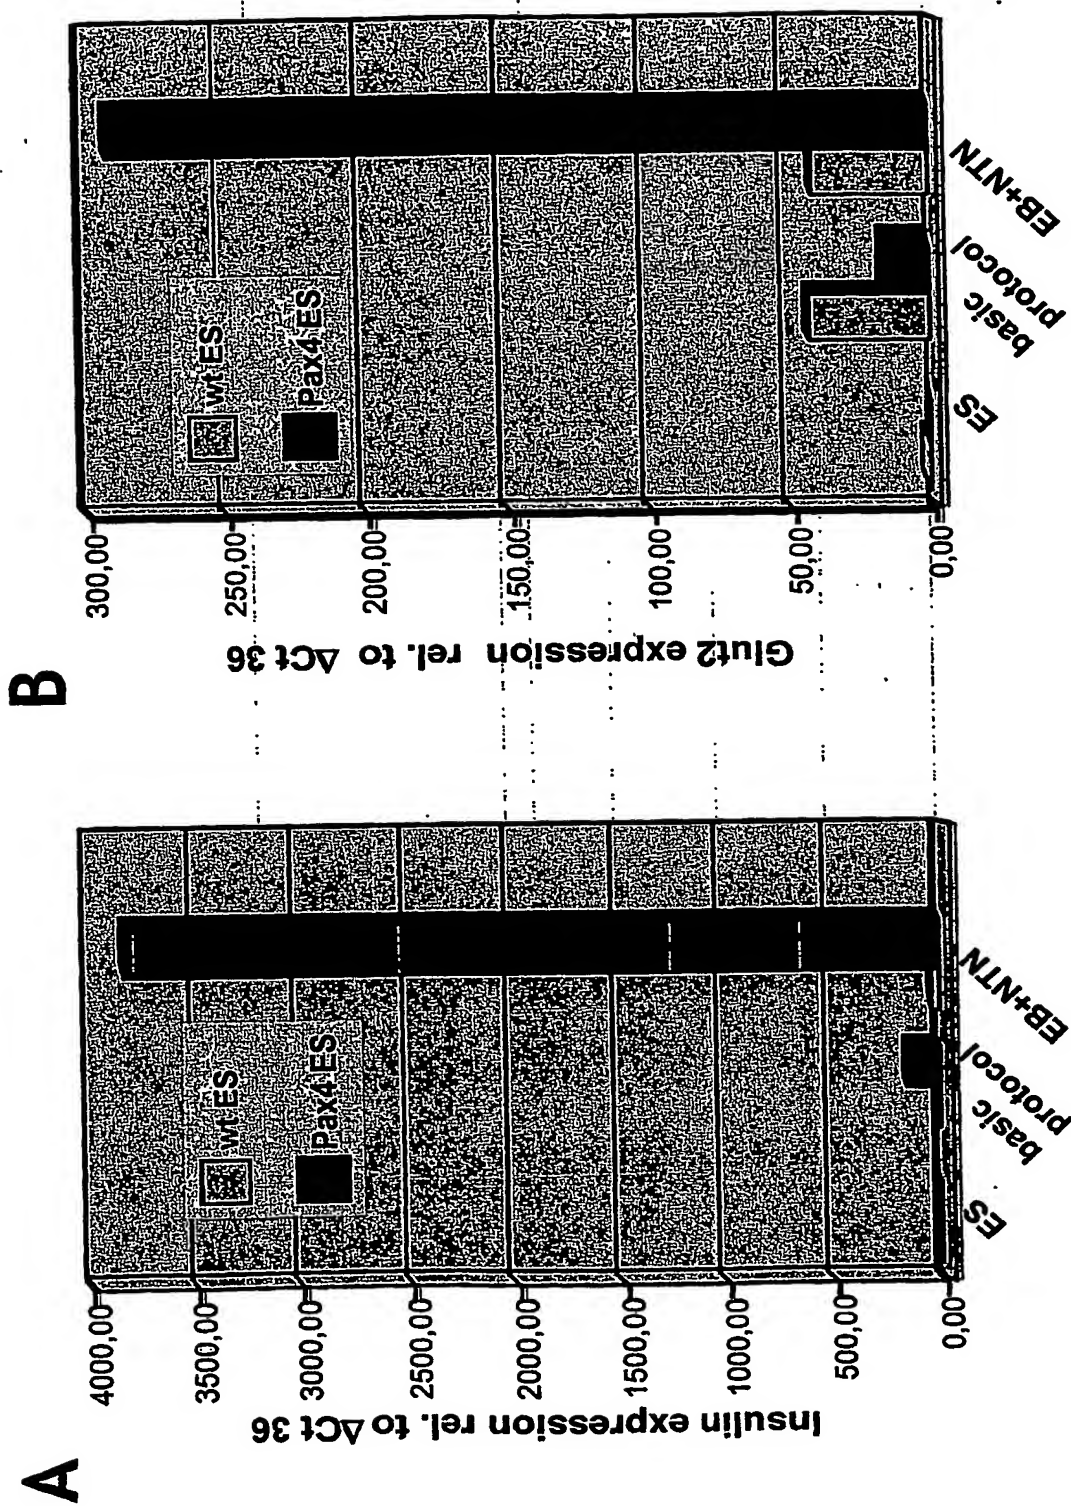 A
Insulin expression rel. to ΔCt 36
4000,00
3500,00
3000,00
2500,00
2000,00
1500,00
1000,00
500,00
0,00
wt ES
Pax4 ES
ES
basic
protocol
EB+NTN
B
Glut2 expression rel. to ΔCt 36
300,00
250,00
200,00
150,00
100,00
50,00
0,00
wt ES
Pax4 ES
ES
basic
protocol
EB+NTN